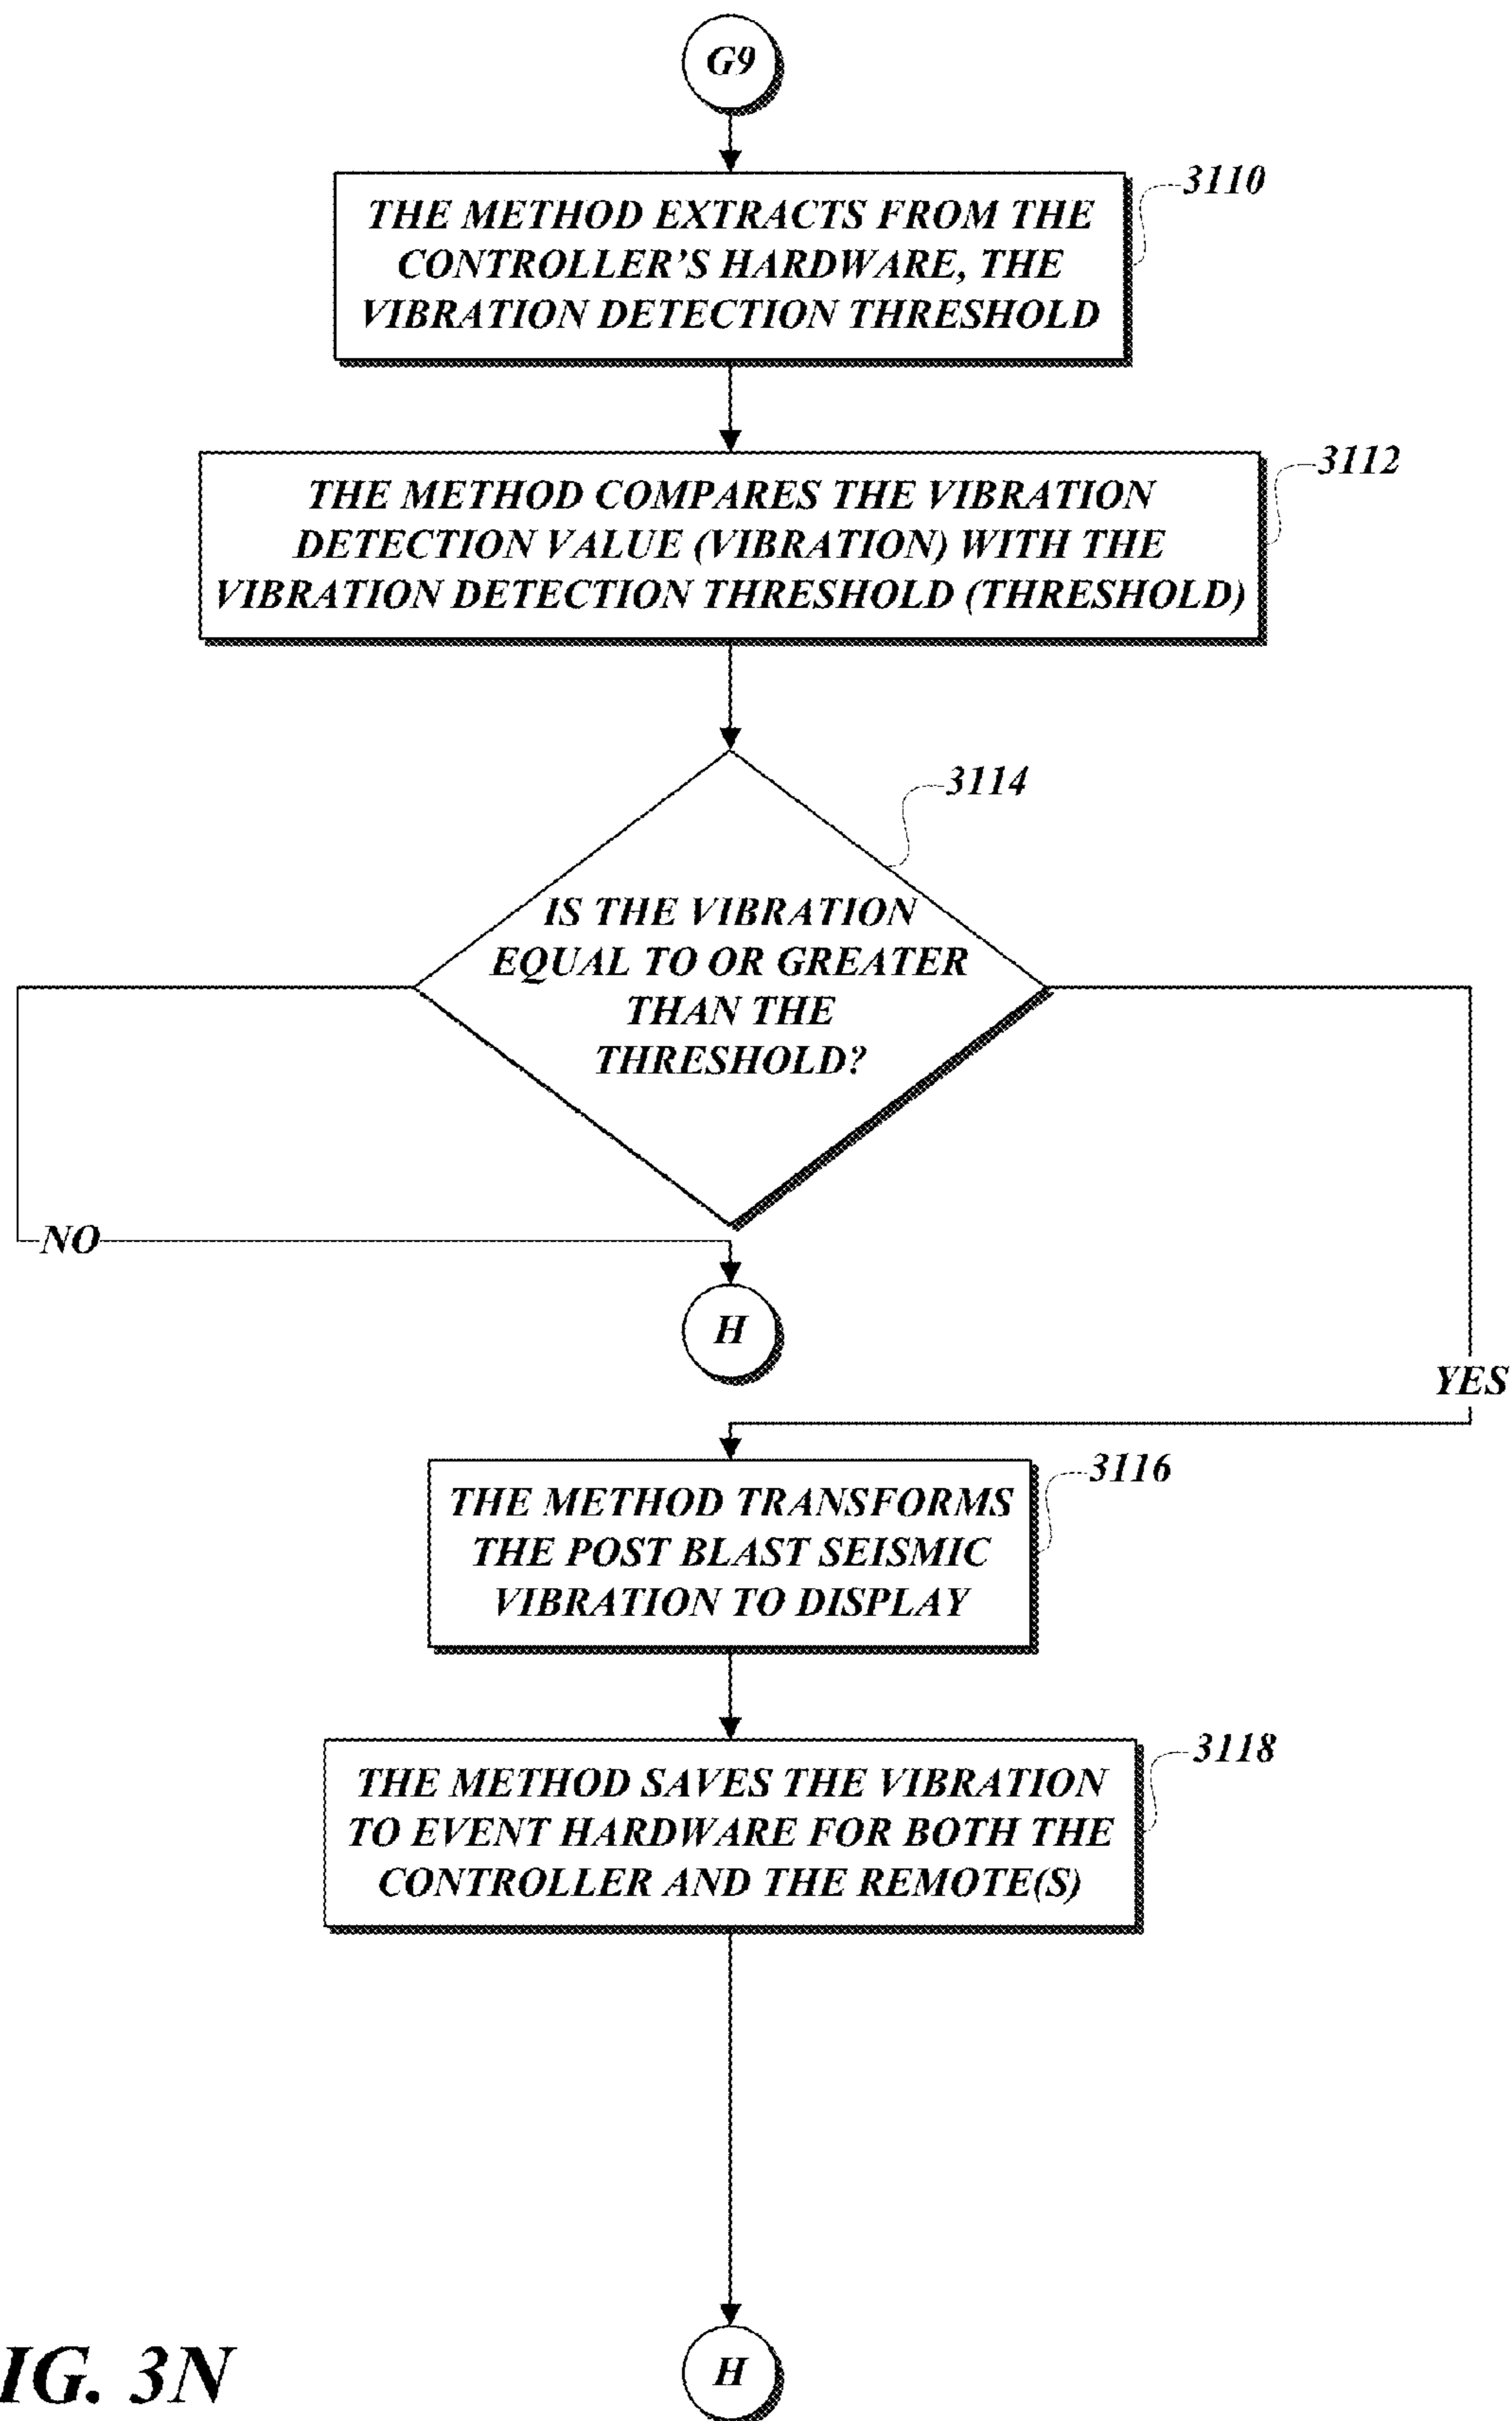 G9
3110
THE METHOD EXTRACTS FROM THE
CONTROLLER'S HARDWARE, THE
VIBRATION DETECTION THRESHOLD
3112
THE METHOD COMPARES THE VIBRATION
DETECTION VALUE (VIBRATION) WITH THE
VIBRATION DETECTION THRESHOLD (THRESHOLD)
3114
IS THE VIBRATION
EQUAL TO OR GREATER
THAN THE
THRESHOLD?
NO
H
YES
3116
THE METHOD TRANSFORMS
THE POST BLAST SEISMIC
VIBRATION TO DISPLAY
3118
THE METHOD SAVES THE VIBRATION
TO EVENT HARDWARE FOR BOTH THE
CONTROLLER AND THE REMOTE(S)
H
IG. 3N